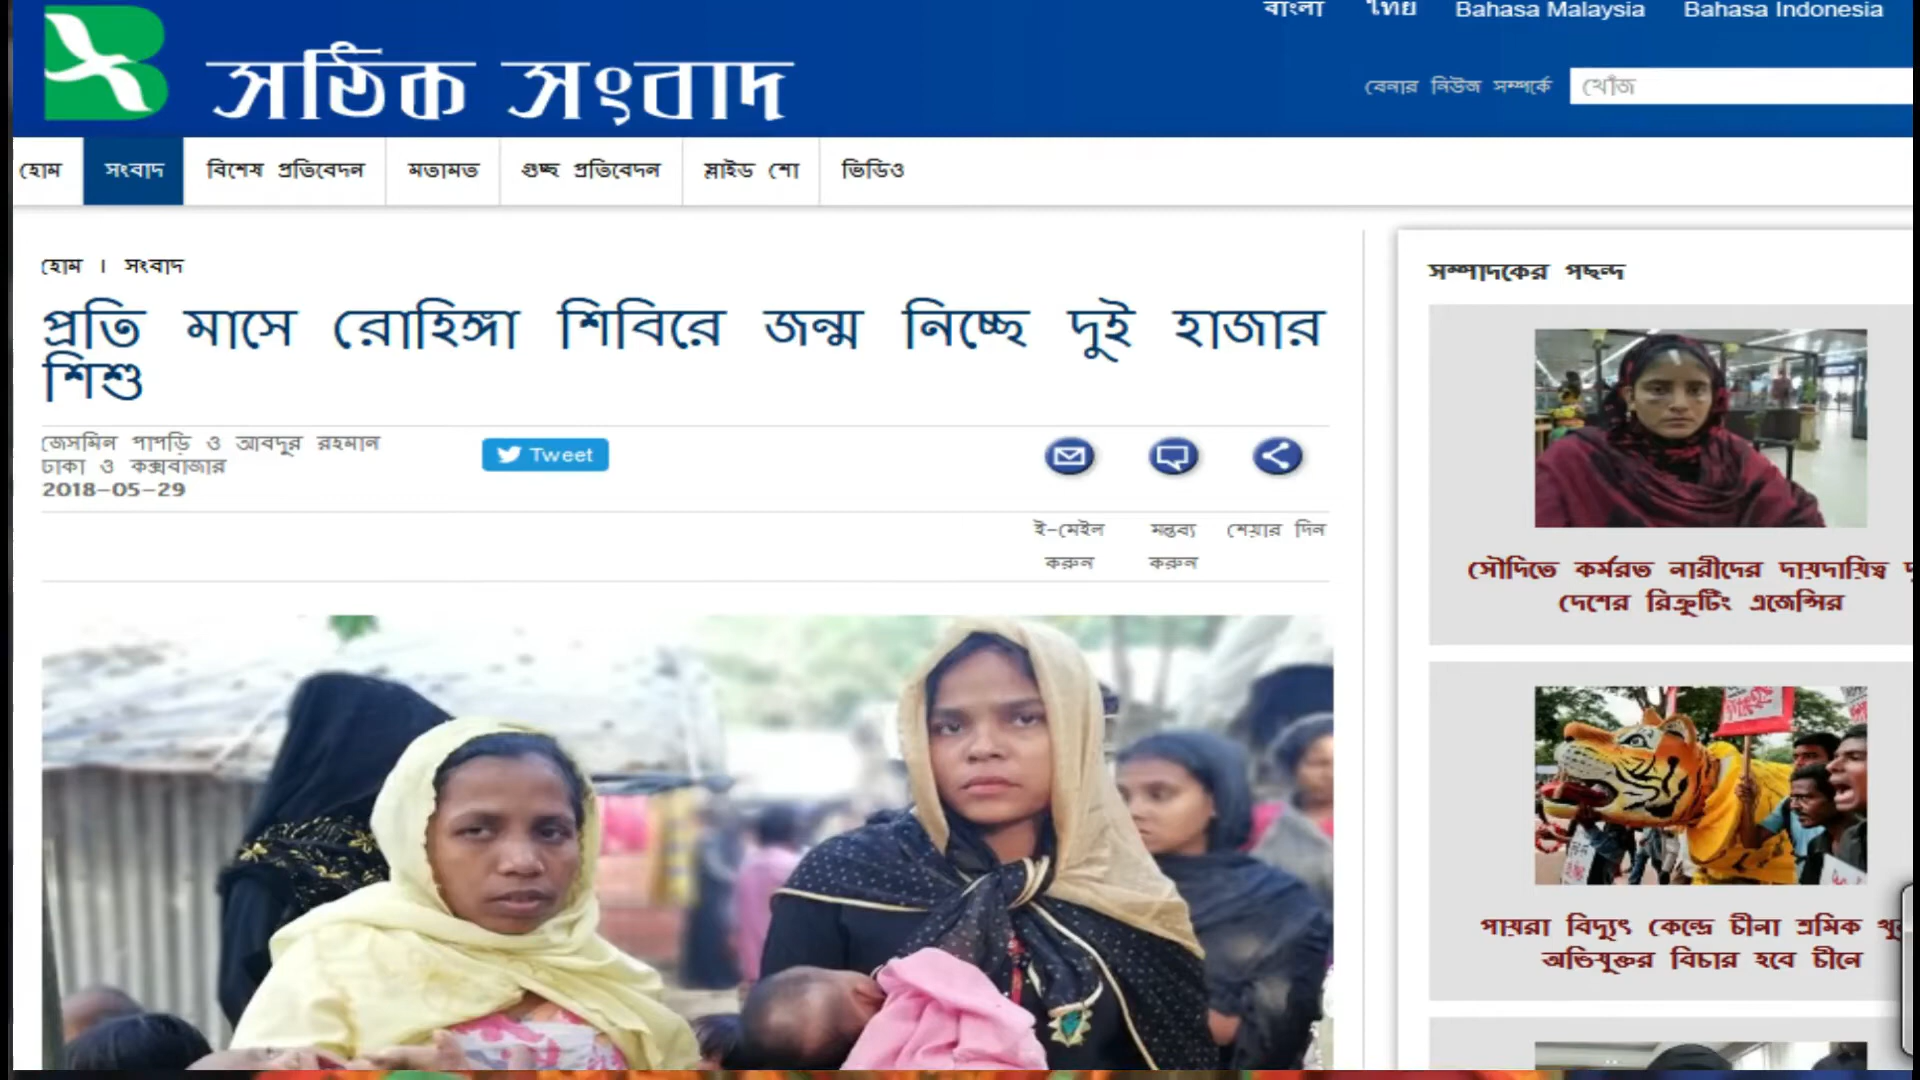 বাংলা ไทย Bahasa Malaysia Bahasa Indonesia
সঠিক সংবাদ
বেনার নিউজ সম্পর্কে খোঁজ
হোম সংবাদ বিশেষ প্রতিবেদন মতামত গুচ্ছ প্রতিবেদন স্লাইড শো ভিডিও
হোম । সংবাদ
প্রতি মাসে রোহিঙ্গা শিবিরে জন্ম নিচ্ছে দুই হাজার
শিশু
জেসমিন পাপড়ি ও আবদুর রহমান
ঢাকা ও কক্সবাজার
2018-05-29
Tweet
ই-মেইল
করুন
মন্তব্য
করুন
শেয়ার দিন
সম্পাদকের পছন্দ
সৌদিতে কর্মরত নারীদের দায়দায়িত্ব
দেশের রিক্রুটিং এজেন্সির
পায়রা বিদ্যুৎ কেন্দ্রে চীনা শ্রমিক
অভিযুক্তর বিচার হবে চীনে